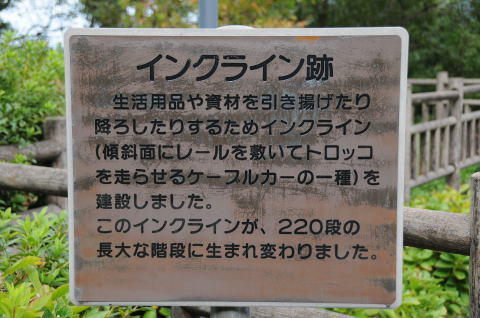 インクライン跡
生活用品や資材を引き揚げたり
降ろしたりするためインクライン
(傾斜面にレールを敷いてトロッコ
を走らせるケーブルカーの一種)を
建設しました。
このインクラインが、220段の
長大な階段に生まれ変わりました。